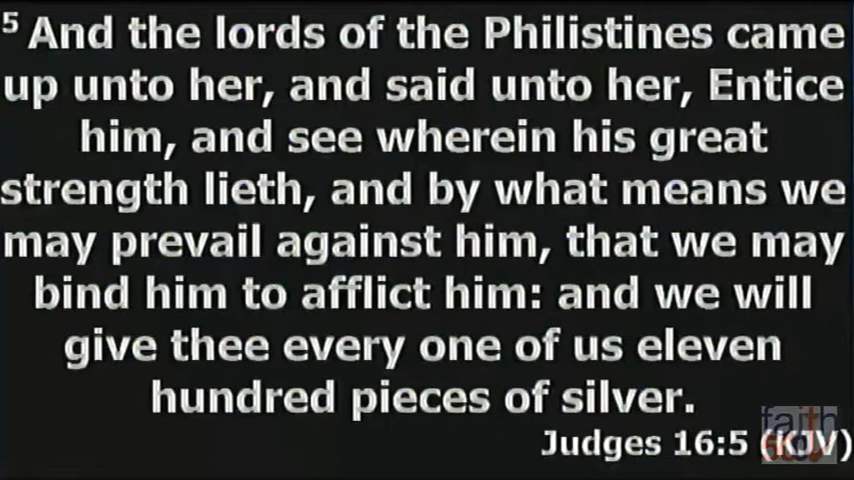 5 And the lords of the Philistines came
up unto her, and said unto her, Entice
him, and see wherein his great
strength lieth, and by what means we
may prevail against him, that we may
bind him to afflict him: and we will
give thee every one of us eleven
hundred pieces of silver.
Judges 16:5 (KJV)
faith